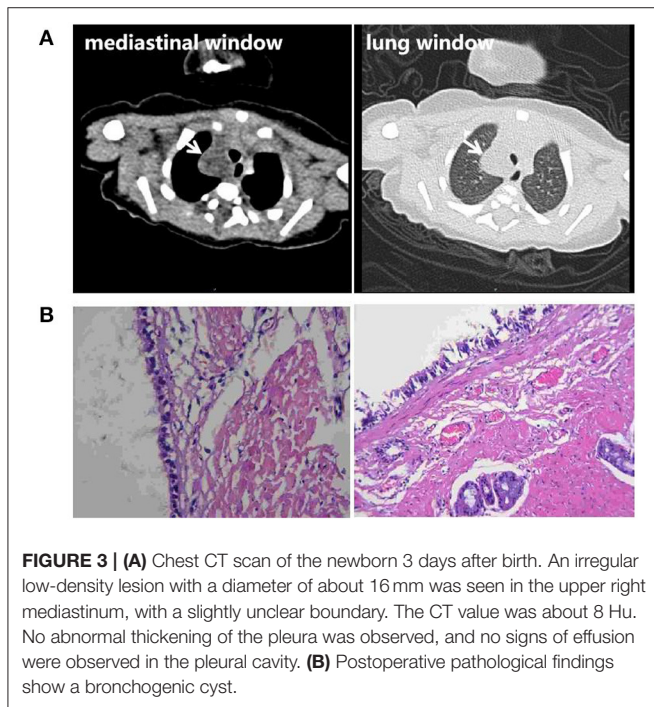 A
mediastinal window
lung window
B
FIGURE 3 | (A) Chest CT scan of the newborn 3 days after birth. An irregular
low-density lesion with a diameter of about 16 mm was seen in the upper right
mediastinum, with a slightly unclear boundary. The CT value was about 8 Hu.
No abnormal thickening of the pleura was observed, and no signs of effusion
were observed in the pleural cavity. (B) Postoperative pathological findings
show a bronchogenic cyst.